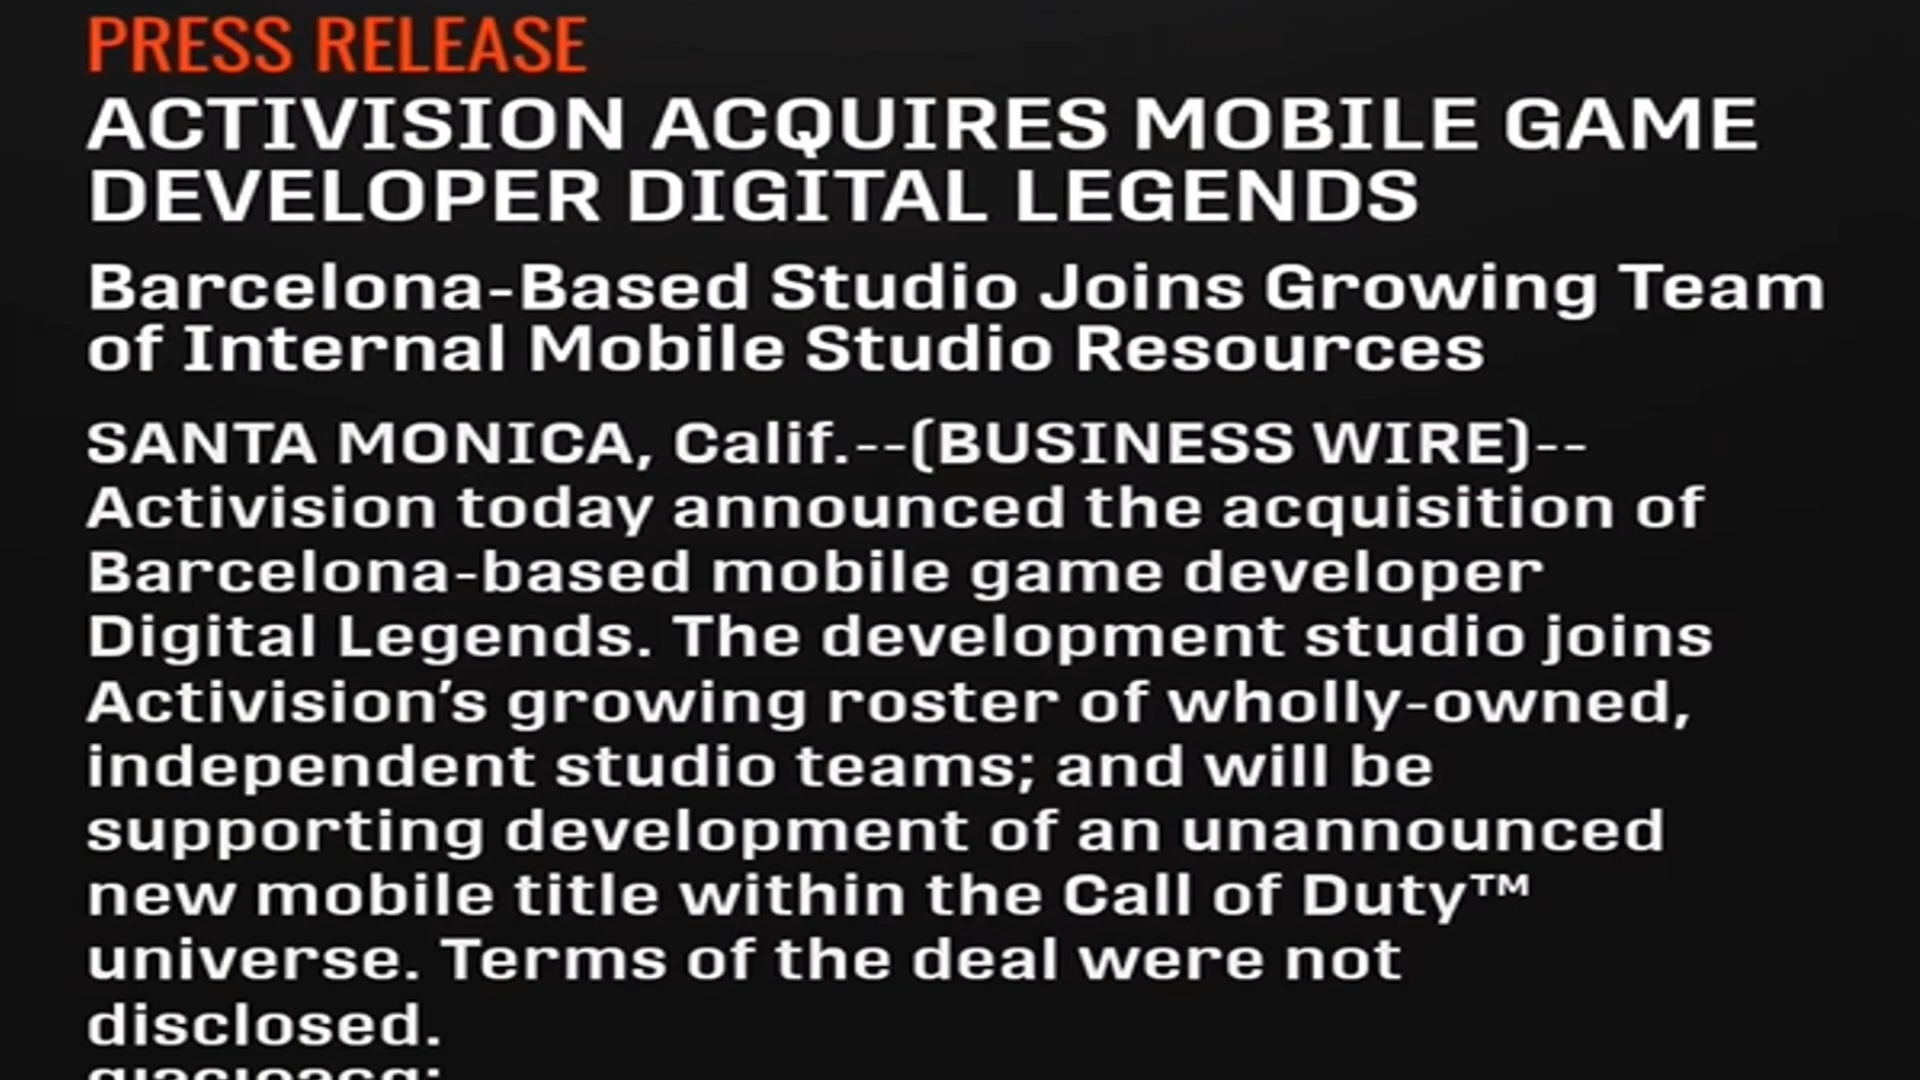 PRESS RELEASE
ACTIVISION ACQUIRES MOBILE GAME
DEVELOPER DIGITAL LEGENDS
Barcelona-Based Studio Joins Growing Team
of Internal Mobile Studio Resources
SANTA MONICA, Calif.--(BUSINESS WIRE)--
Activision today announced the acquisition of
Barcelona-based mobile game developer
Digital Legends. The development studio joins
Activision’s growing roster of wholly-owned,
independent studio teams; and will be
supporting development of an unannounced
new mobile title within the Call of Duty™
universe. Terms of the deal were not
disclosed.